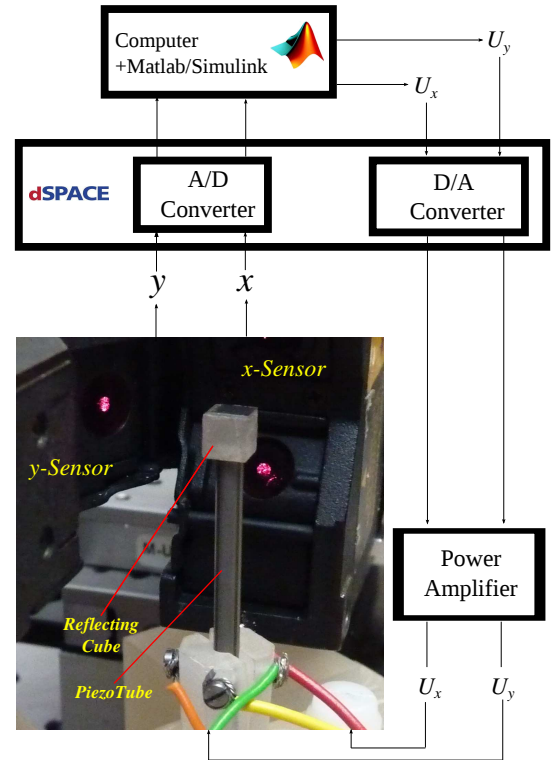 Computer
+Matlab/Simulink
U_y
U_x
dSPACE
A/D
Converter
D/A
Converter
y
x
x-Sensor
y-Sensor
M-U
Power
Amplifier
Reflecting
Cube
PiezoTube
U_x
U_y